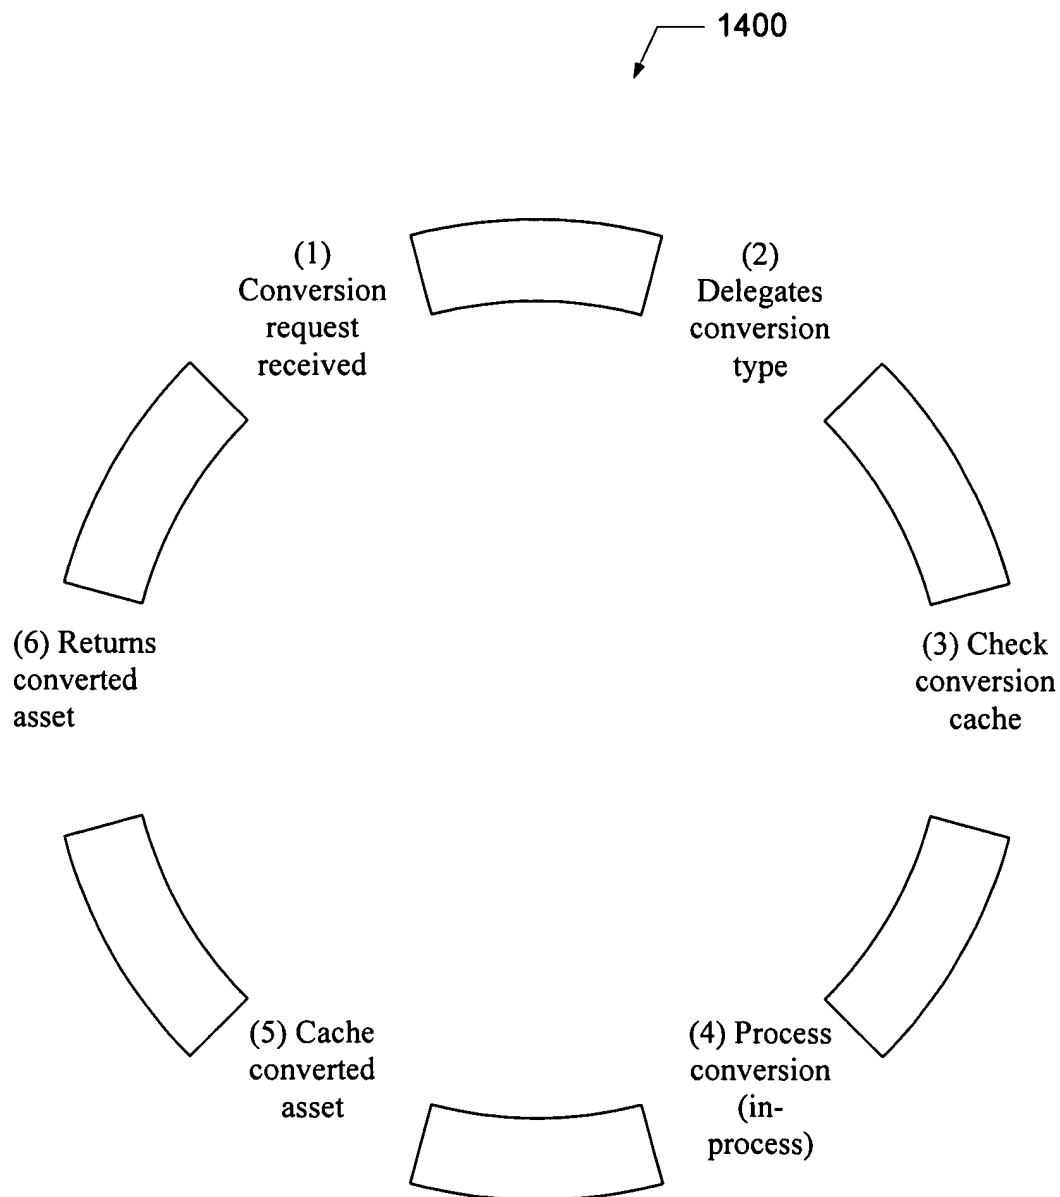 1400
(1)
Conversion
request
received
(2)
Delegates
conversion
type
(3) Check
conversion
cache
(4) Process
conversion
(in-
process)
(5) Cache
converted
asset
(6) Returns
converted
asset